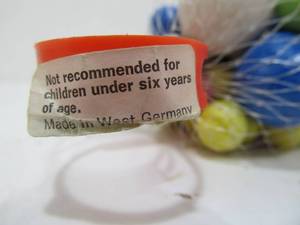 Not recommended for
children under six years
of age.
Made in West Germany